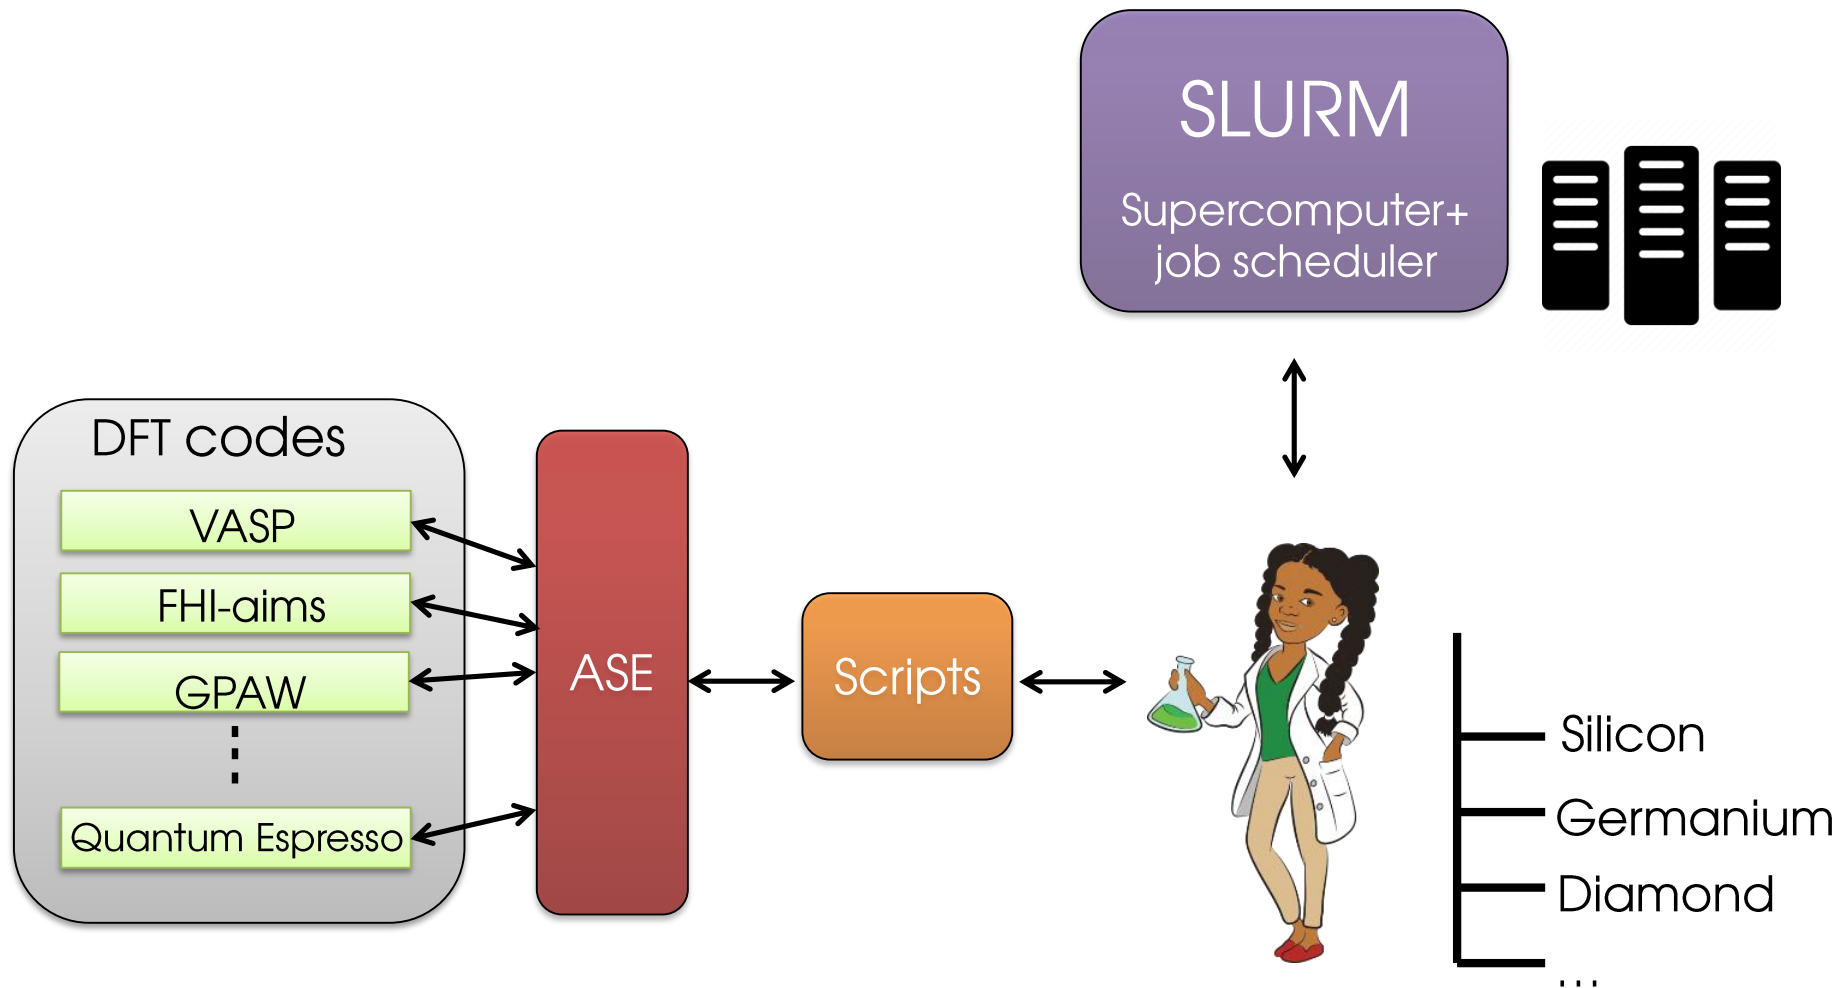 SLURM
Supercomputer+
job scheduler
DFT codes
VASP
FHI-aims
GPAW
Quantum Espresso
ASE
Scripts
Silicon
Germanium
Diamond
...